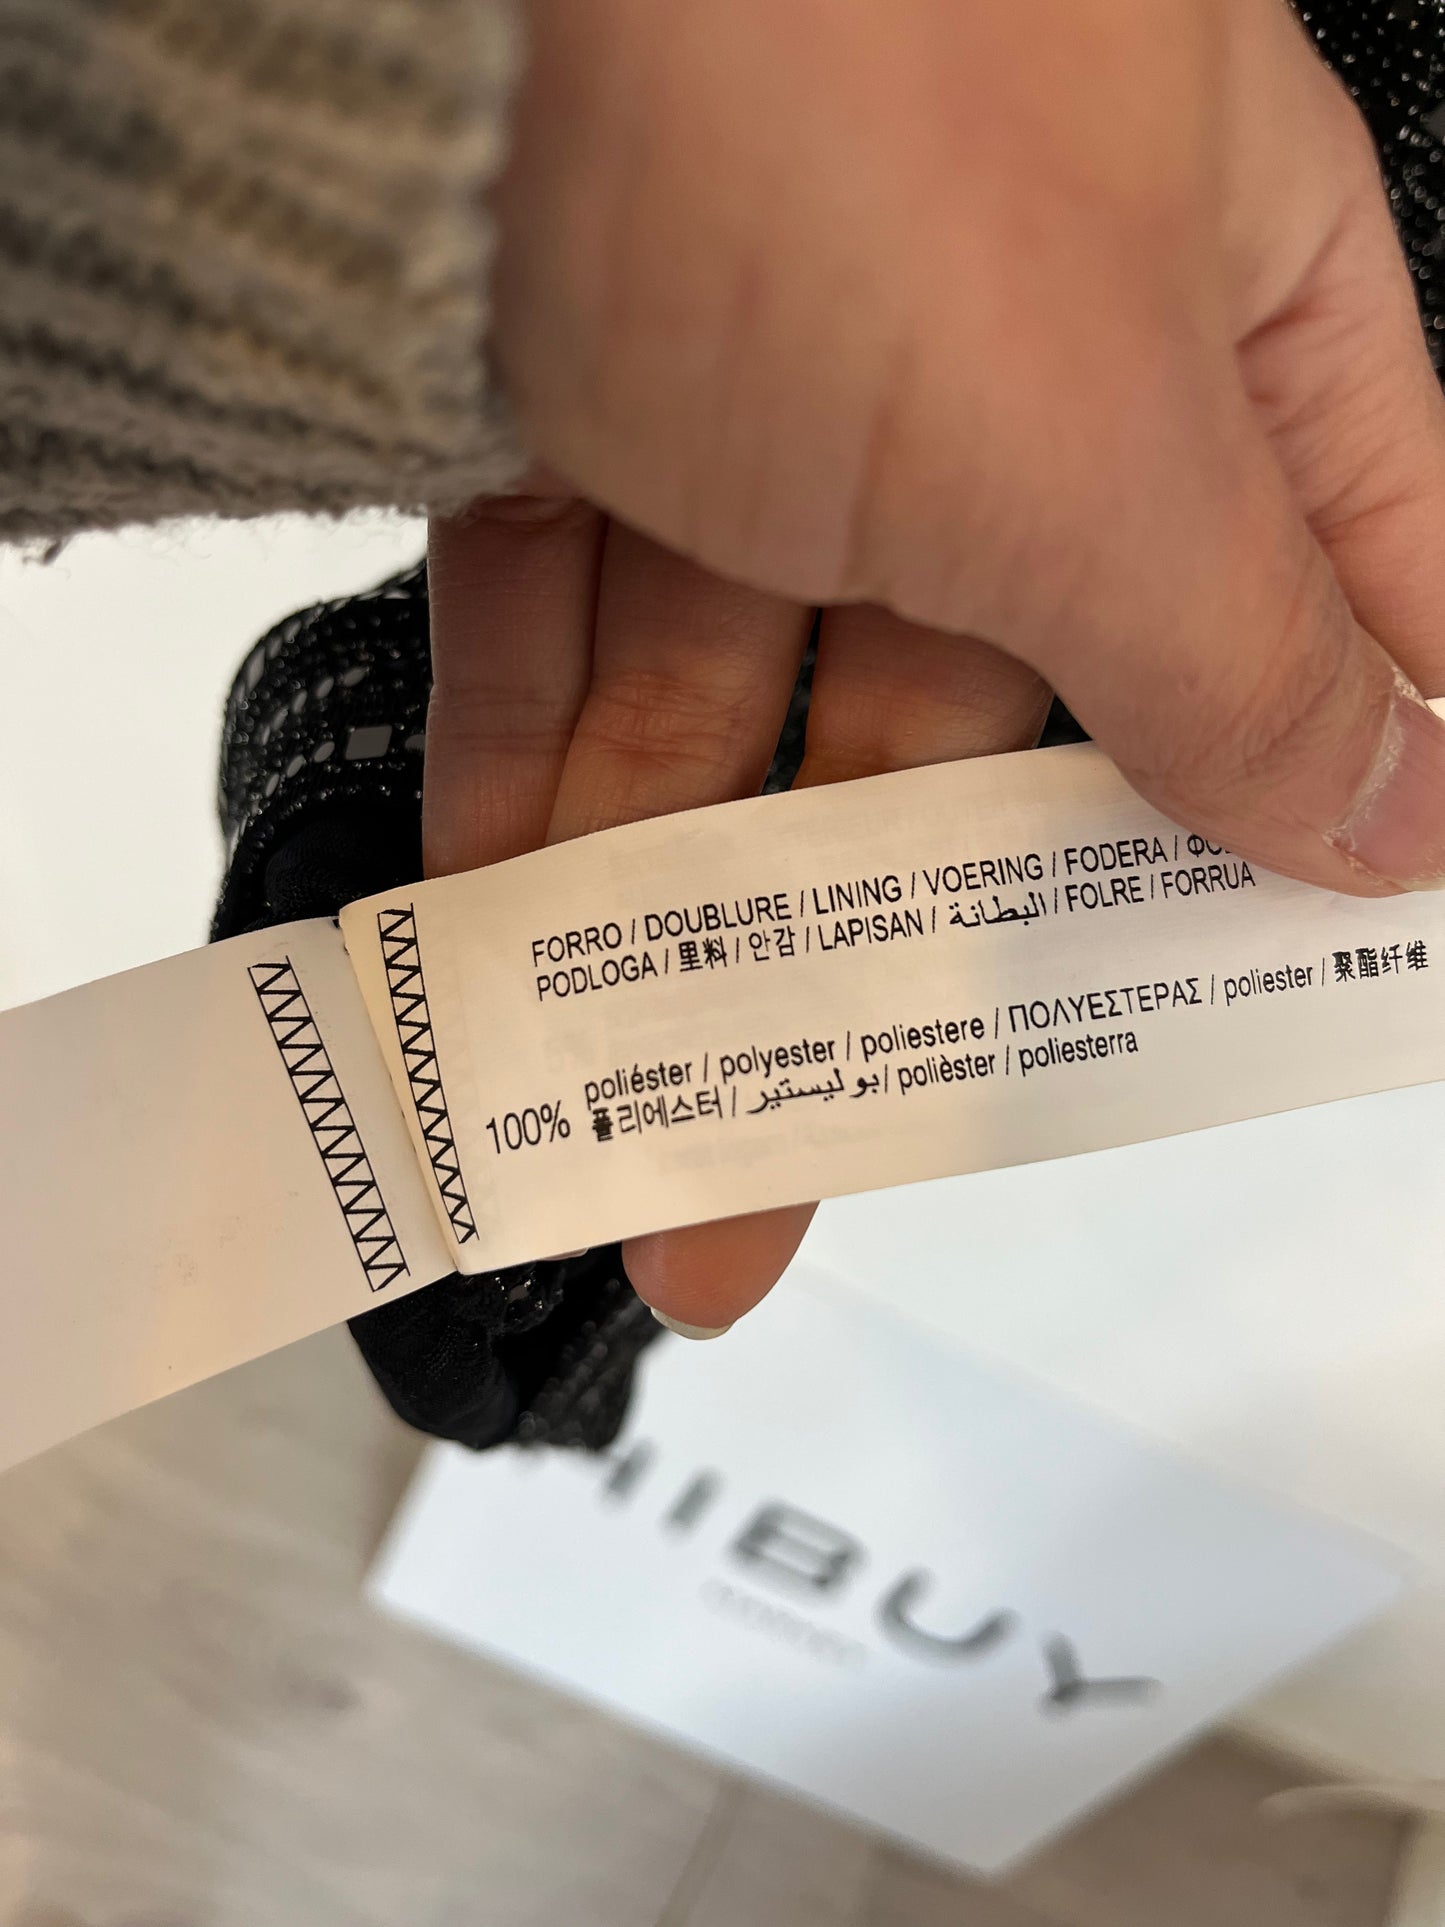 FORRO / DOUBLURE / LINING / VOERING / FODERA /
PODLOGA / 里料 / 안감 / LAPISAN / البطانة / FOLRE / FORRUA
100% poliéster / polyester / poliestere / ΠΟΛΥΕΣΤΕΡΑΣ / poliester / 聚酯纤维
폴리에스터 / بوليستير / polièster / poliesterra
HIBUY